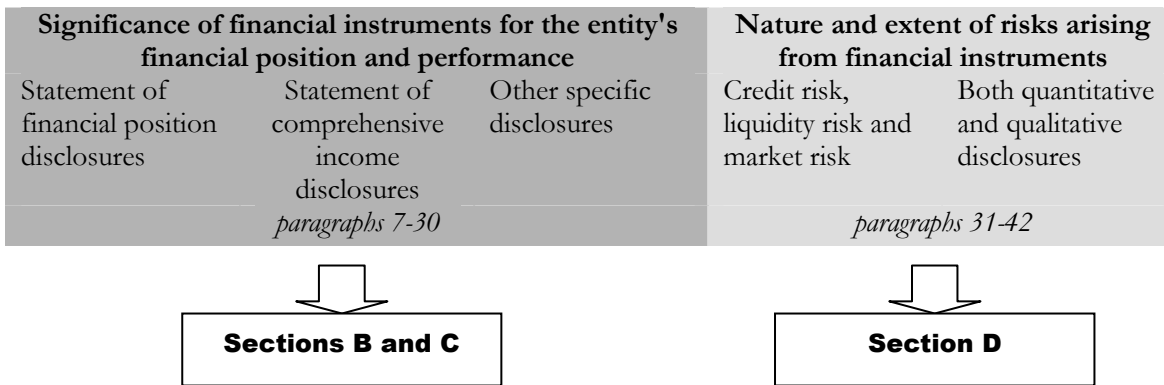 Significance of financial instruments for the entity's
financial position and performance
Statement of
financial position
disclosures
Statement of
comprehensive
income
disclosures
Other specific
disclosures
paragraphs 7-30
Nature and extent of risks arising
from financial instruments
Credit risk,
liquidity risk and
market risk
Both quantitative
and qualitative
disclosures
paragraphs 31-42
Sections B and C
Section D